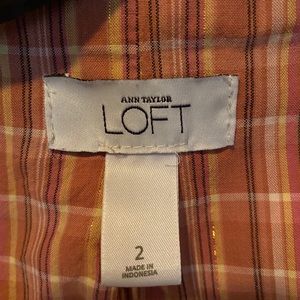 ANN TAYLOR
LOFT
2
MADE IN
INDONESIA